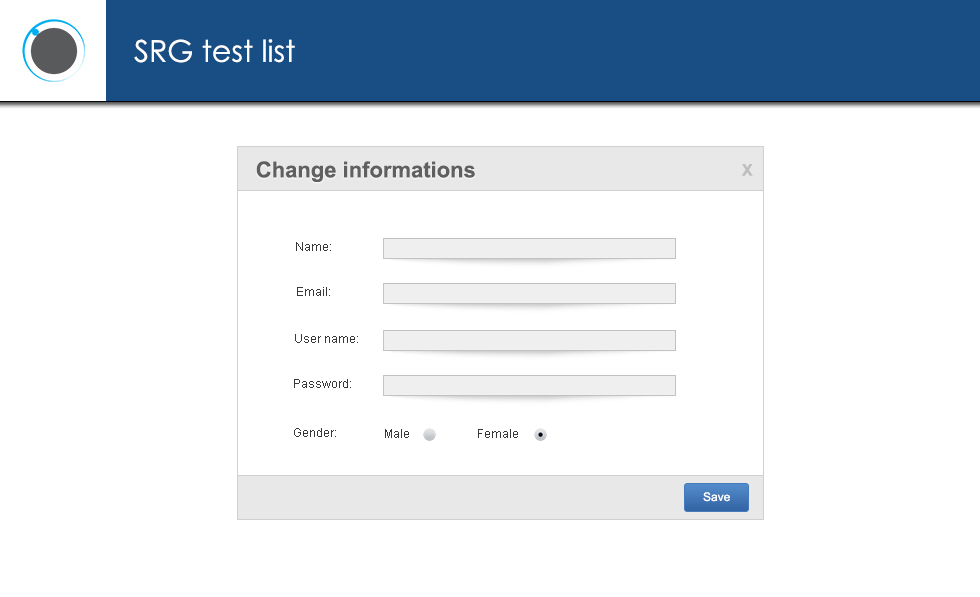 SRG test list
Change informations
x
Name:
Email:
User name:
Password:
Gender: Male Female
Save